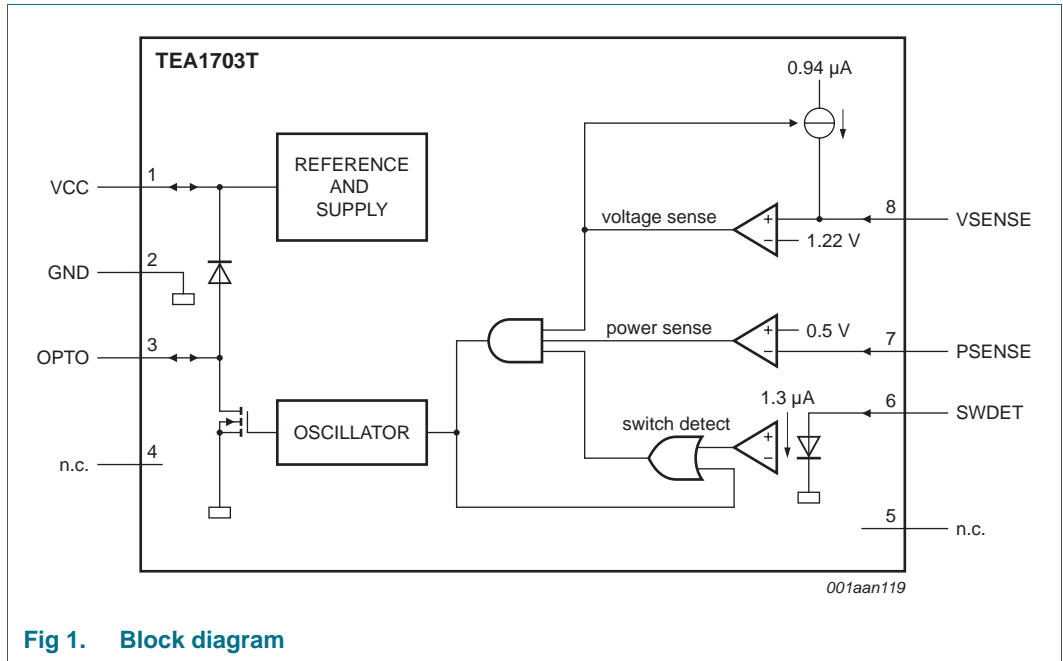 TEA1703T
0.94 µA
REFERENCE
AND
SUPPLY
VCC
1
voltage sense
+
−
1.22 V
8
VSENSE
GND
2
OPTO
3
power sense
+
−
0.5 V
7
PSENSE
1.3 µA
6
SWDET
OSCILLATOR
switch detect
+
−
n.c.
4
5
n.c.
001aan119
Fig 1. Block diagram